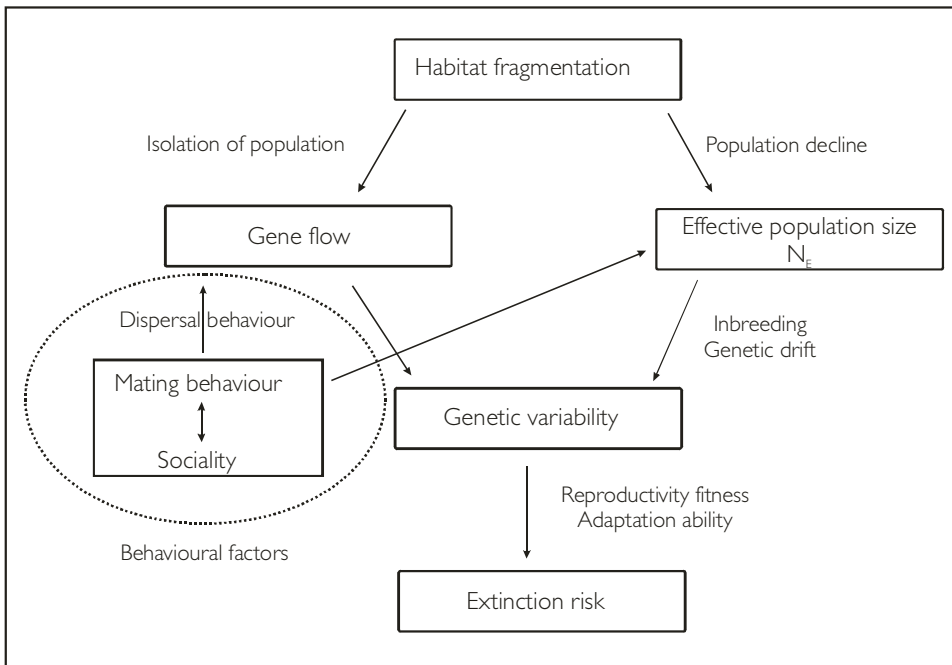 Habitat fragmentation
Isolation of population
Population decline
Gene flow
Effective population size
N_E
Dispersal behaviour
Inbreeding
Genetic drift
Mating behaviour
Sociality
Genetic variability
Reproductivity fitness
Adaptation ability
Behavioural factors
Extinction risk